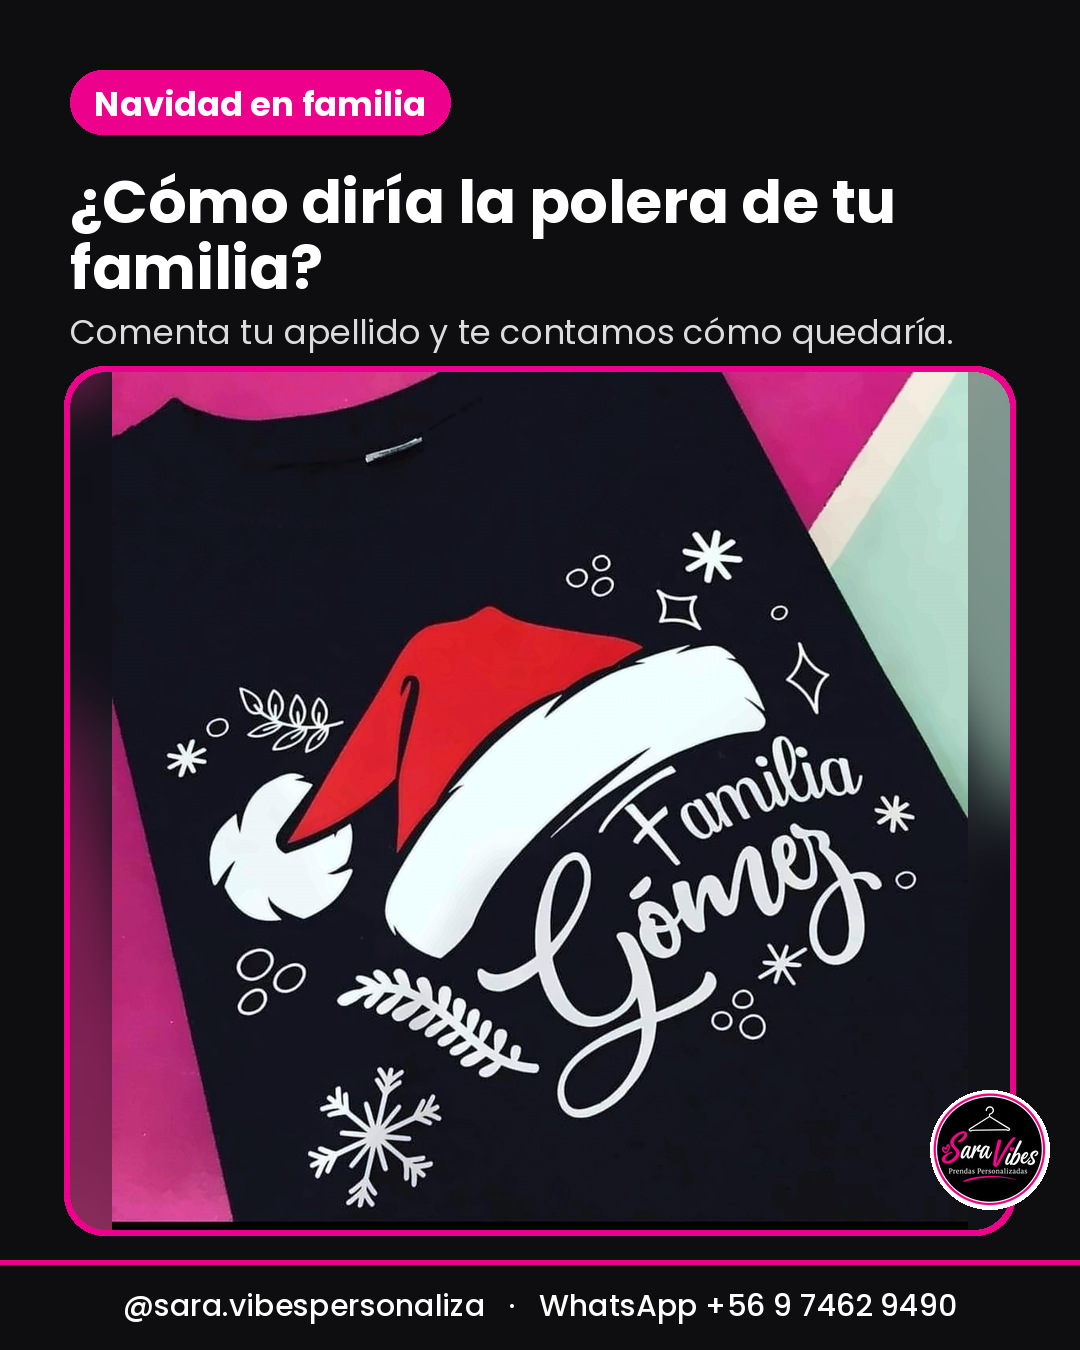 Navidad en familia
¿Cómo diría la polera de tu
familia?
Comenta tu apellido y te contamos cómo quedaría.
Familia
Gómez
Sara Vibes
Prendas Personalizadas
@sara.vibespersonaliza · WhatsApp +56 9 7462 9490